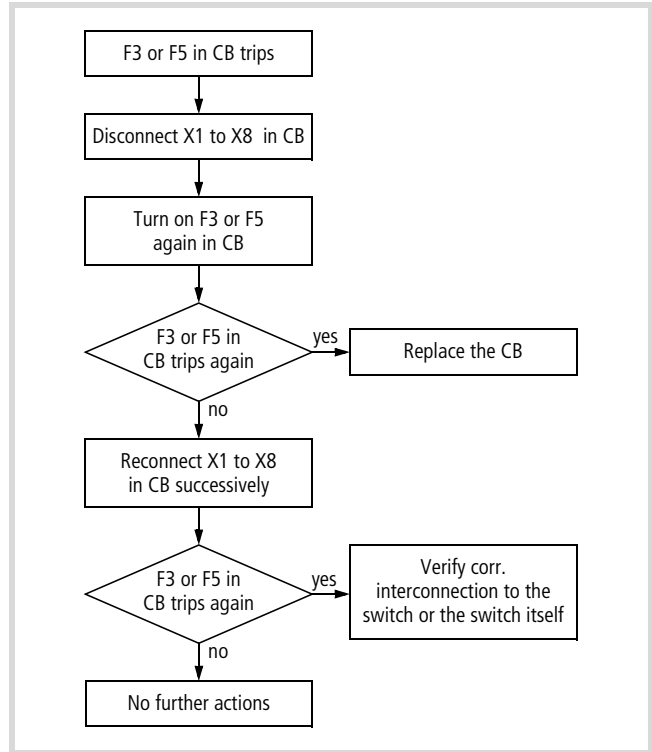 F3 or F5 in CB trips
Disconnect X1 to X8 in CB
Turn on F3 or F5
again in CB
F3 or F5 in
CB trips again
yes
Replace the CB
no
Reconnect X1 to X8
in CB successively
F3 or F5 in
CB trips again
yes
Verify corr.
interconnection to the
switch or the switch itself
no
No further actions